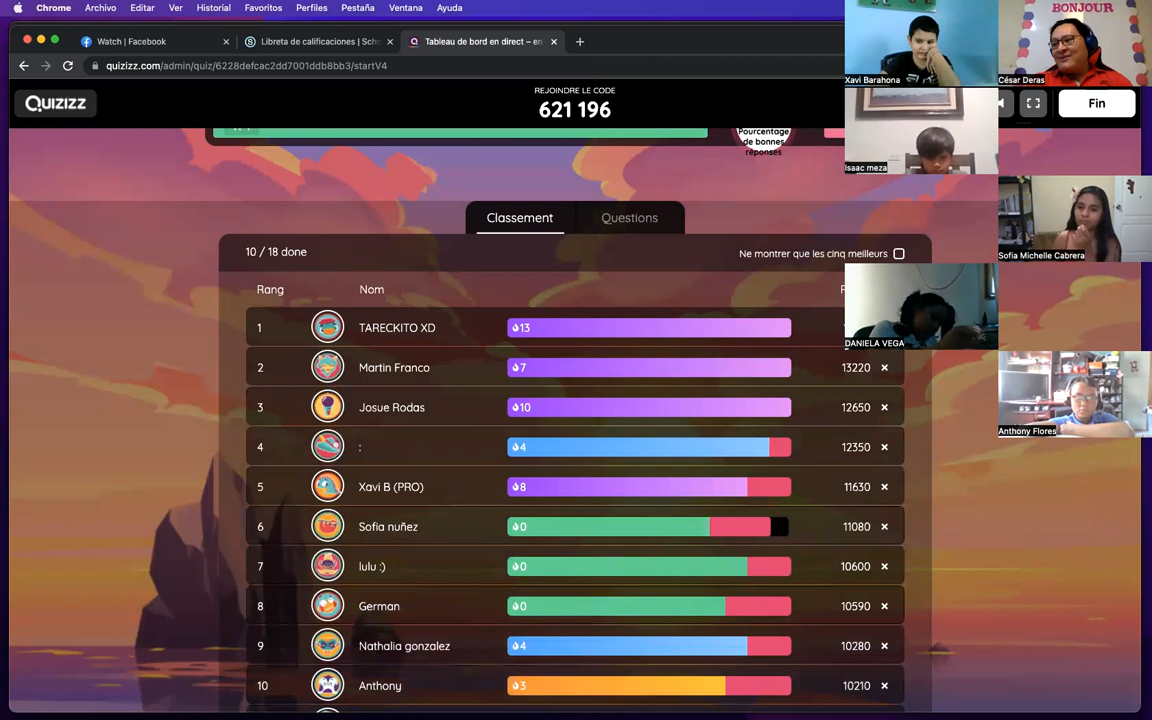 Chrome Archivo Editar Ver Historial Favoritos Perfiles Pestaña Ventana Ayuda
Watch | Facebook
Libreta de calificaciones | Sch
Tableau de bord en direct – en
quizizz.com/admin/quiz/6228defcac2dd7001ddb8bb3/startV4
QUIZIZZ
REJOINDRE LE CODE
621 196
Fin
BONJOUR
Xavi Barahona
César Deras
Isaac meza
Sofia Michelle Cabrera
DANIELA VEGA
Anthony Flores
Pourcentage
de bonnes
réponses
Classement Questions
10 / 18 done
Ne montrer que les cinq meilleurs
Rang Nom
1 TARECKITO XD 13
2 Martin Franco 7 13220
3 Josue Rodas 10 12650
4 : 4 12350
5 Xavi B (PRO) 8 11630
6 Sofia nuñez 0 11080
7 lulu :) 0 10600
8 German 0 10590
9 Nathalia gonzalez 4 10280
10 Anthony 3 10210